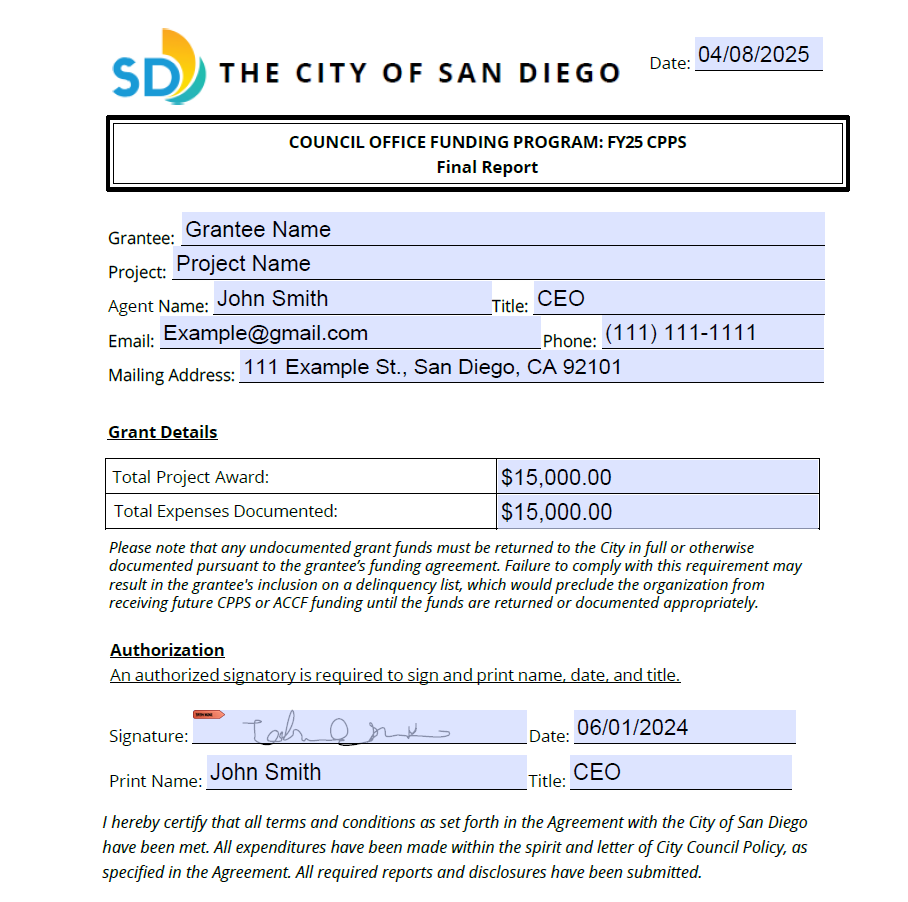 SD THE CITY OF SAN DIEGO Date: 04/08/2025
COUNCIL OFFICE FUNDING PROGRAM: FY25 CPPS
Final Report
Grantee: Grantee Name
Project: Project Name
Agent Name: John Smith Title: CEO
Email: Example@gmail.com Phone: (111) 111-1111
Mailing Address: 111 Example St., San Diego, CA 92101
Grant Details
Total Project Award: $15,000.00
Total Expenses Documented: $15,000.00
Please note that any undocumented grant funds must be returned to the City in full or otherwise
documented pursuant to the grantee’s funding agreement. Failure to comply with this requirement may
result in the grantee's inclusion on a delinquency list, which would preclude the organization from
receiving future CPPS or ACCF funding until the funds are returned or documented appropriately.
Authorization
An authorized signatory is required to sign and print name, date, and title.
Signature: Date: 06/01/2024
Print Name: John Smith Title: CEO
I hereby certify that all terms and conditions as set forth in the Agreement with the City of San Diego
have been met. All expenditures have been made within the spirit and letter of City Council Policy, as
specified in the Agreement. All required reports and disclosures have been submitted.